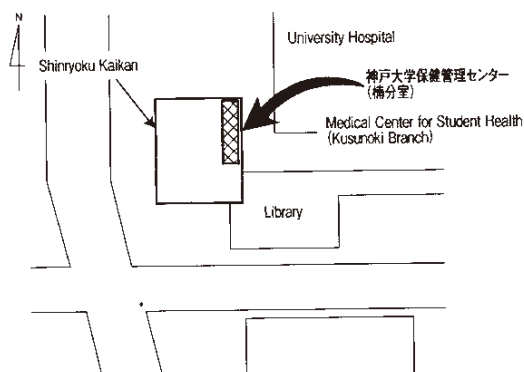 N
University Hospital
Shinryoku Kaikan
神戸大学保健管理センター
(楠分室)
Medical Center for Student Health
(Kusunoki Branch)
Library